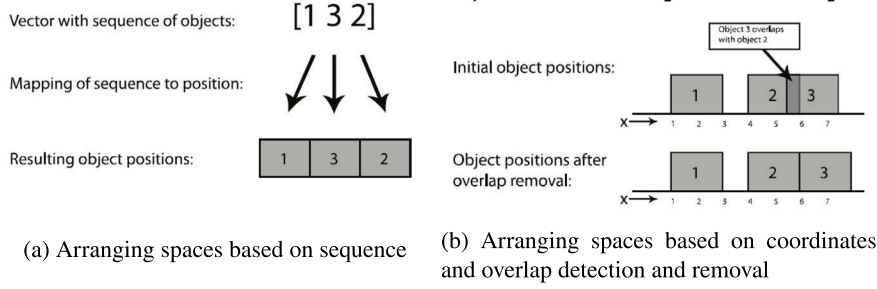 Vector with sequence of objects:
[1 3 2]
Mapping of sequence to position:
Resulting object positions:
1 3 2
(a) Arranging spaces based on sequence
Object 3 overlaps
with object 2
Initial object positions:
1 2 3
X
1 2 3 4 5 6 7
Object positions after
overlap removal:
1 2 3
X
1 2 3 4 5 6 7
(b) Arranging spaces based on coordinates
and overlap detection and removal